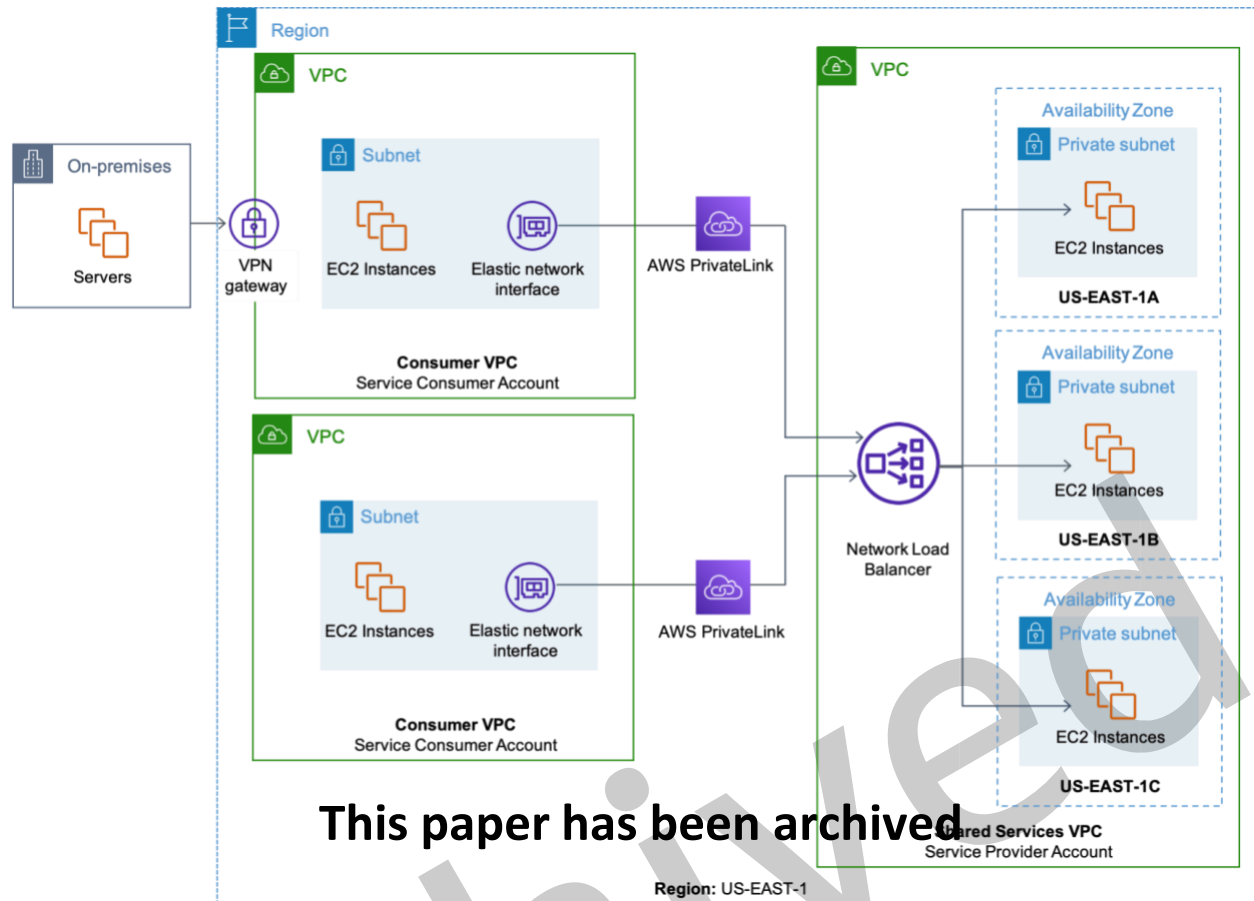 Region
VPC
On-premises
Servers
VPN
gateway
Subnet
EC2 Instances
Elastic network
interface
Consumer VPC
Service Consumer Account
AWS PrivateLink
VPC
Subnet
EC2 Instances
Elastic network
interface
Consumer VPC
Service Consumer Account
AWS PrivateLink
VPC
Network Load
Balancer
Availability Zone
Private subnet
EC2 Instances
US-EAST-1A
Availability Zone
Private subnet
EC2 Instances
US-EAST-1B
Availability Zone
Private subnet
EC2 Instances
US-EAST-1C
This paper has been archived
Shared Services VPC
Service Provider Account
Region: US-EAST-1